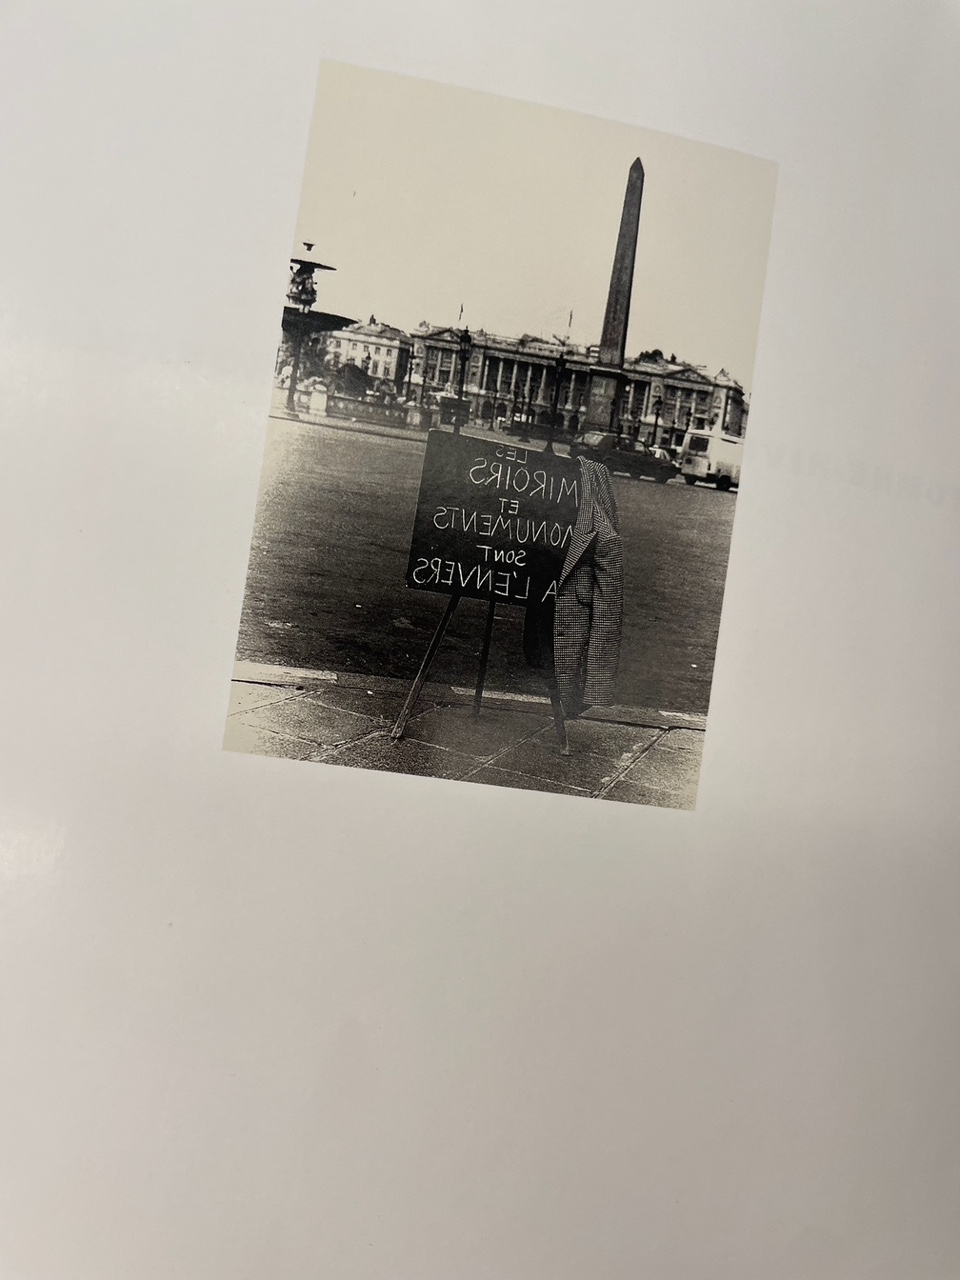 LES
MIROIRS
ET
MONUMENTS
SONT
A L'ENVERS